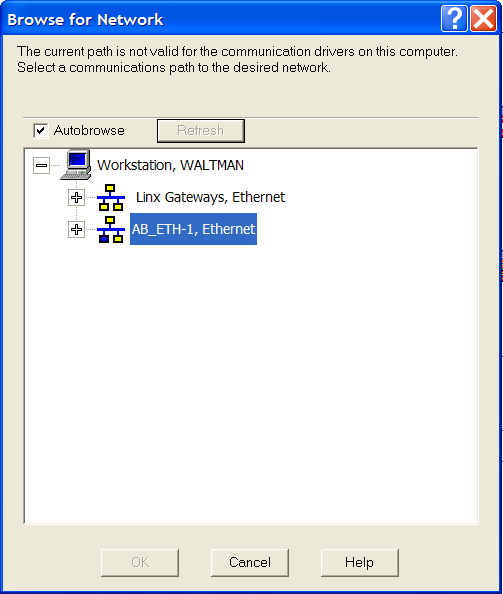 Browse for Network
The current path is not valid for the communication drivers on this computer.
Select a communications path to the desired network.
Autobrowse
Refresh
Workstation, WALTMAN
Linx Gateways, Ethernet
AB_ETH-1, Ethernet
OK
Cancel
Help